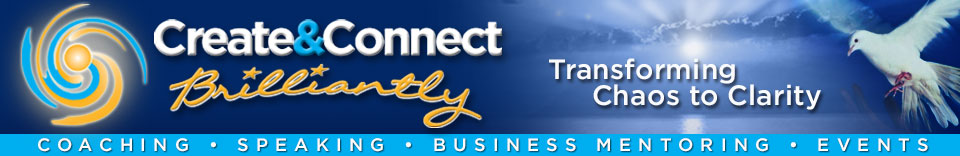 Create&Connect
Brilliantly
Transforming
Chaos to Clarity
COACHING • SPEAKING • BUSINESS MENTORING • EVENTS